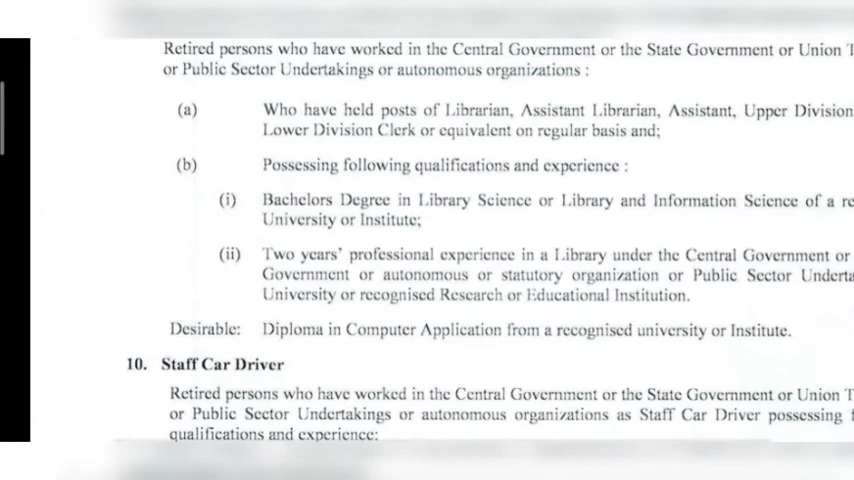 Retired persons who have worked in the Central Government or the State Government or Union T
or Public Sector Undertakings or autonomous organizations :
(a) Who have held posts of Librarian, Assistant Librarian, Assistant, Upper Division
Lower Division Clerk or equivalent on regular basis and;
(b) Possessing following qualifications and experience :
(i) Bachelors Degree in Library Science or Library and Information Science of a re
University or Institute;
(ii) Two years' professional experience in a Library under the Central Government or
Government or autonomous or statutory organization or Public Sector Underta
University or recognised Research or Educational Institution.
Desirable: Diploma in Computer Application from a recognised university or Institute.
10. Staff Car Driver
Retired persons who have worked in the Central Government or the State Government or Union T
or Public Sector Undertakings or autonomous organizations as Staff Car Driver possessing f
qualifications and experience: